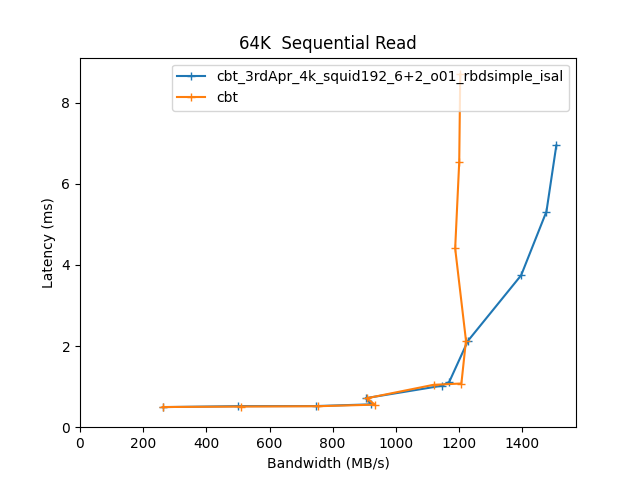 64K  Sequential Read
cbt_3rdApr_4k_squid192_6+2_o01_rbdsimple_isal
cbt
Latency (ms)
8
6
4
2
0
0 200 400 600 800 1000 1200 1400
Bandwidth (MB/s)